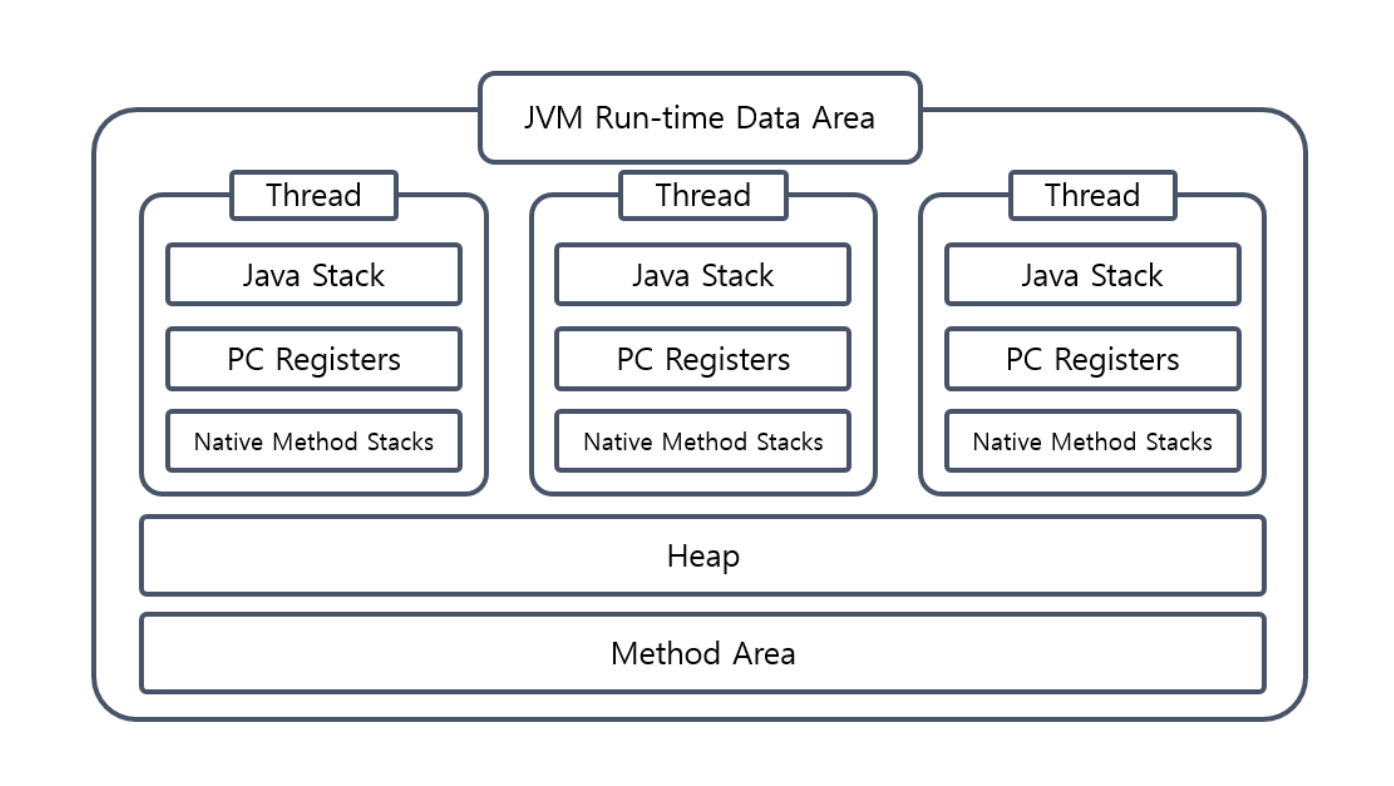 JVM Run-time Data Area
Thread
Java Stack
PC Registers
Native Method Stacks
Thread
Java Stack
PC Registers
Native Method Stacks
Thread
Java Stack
PC Registers
Native Method Stacks
Heap
Method Area